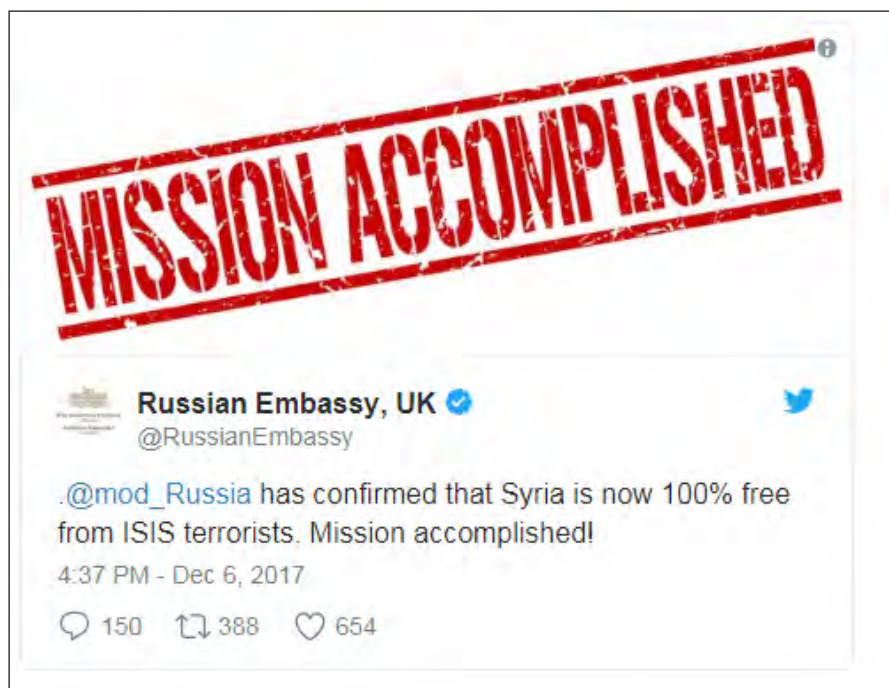 MISSION ACCOMPLISHED
Russian Embassy, UK
@RussianEmbassy
.@mod_Russia has confirmed that Syria is now 100% free
from ISIS terrorists. Mission accomplished!
4:37 PM - Dec 6, 2017
150 388 654